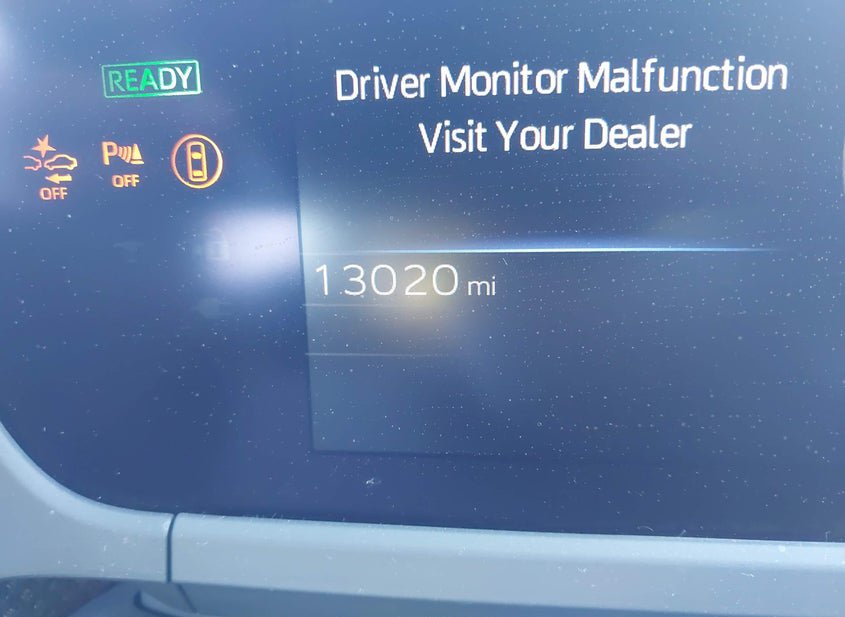 READY
Driver Monitor Malfunction
Visit Your Dealer
OFF
P
OFF
13020 mi